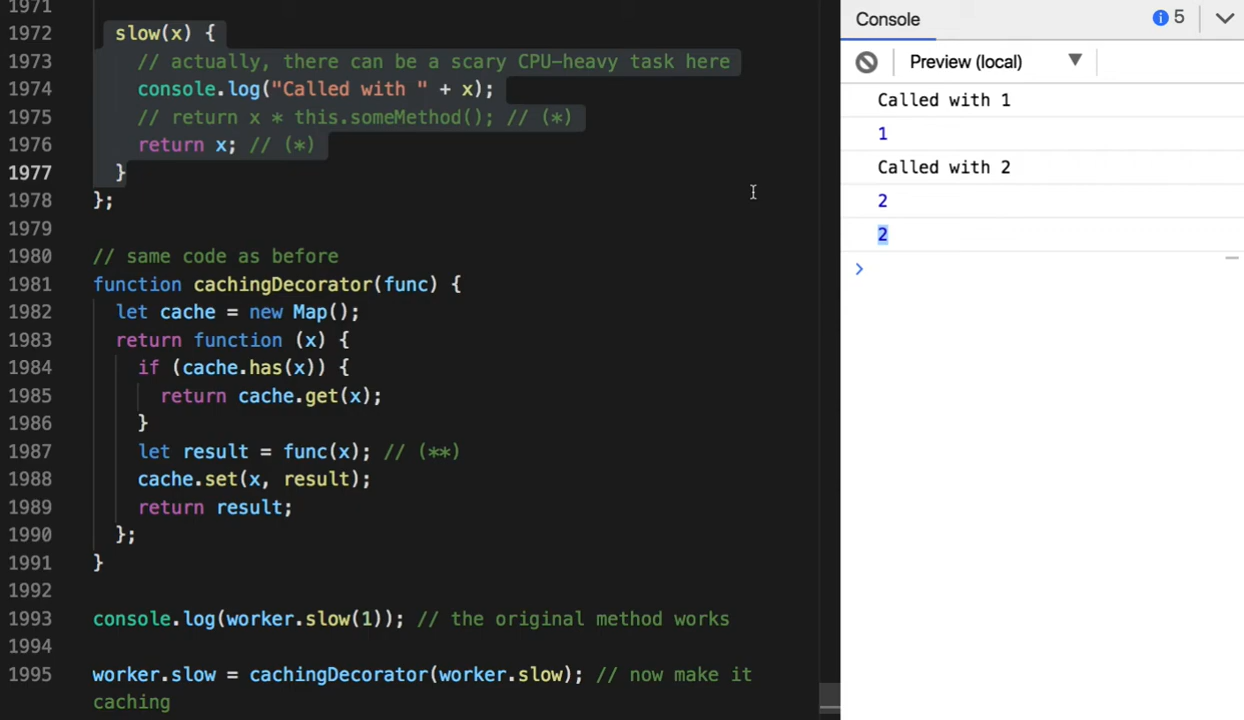 1971
1972 slow(x) {
1973 // actually, there can be a scary CPU-heavy task here
1974 console.log("Called with " + x);
1975 // return x * this.someMethod(); // (*)
1976 return x; // (*)
1977 }
1978 };
1979
1980 // same code as before
1981 function cachingDecorator(func) {
1982 let cache = new Map();
1983 return function (x) {
1984 if (cache.has(x)) {
1985 return cache.get(x);
1986 }
1987 let result = func(x); // (**)
1988 cache.set(x, result);
1989 return result;
1990 };
1991 }
1992
1993 console.log(worker.slow(1)); // the original method works
1994
1995 worker.slow = cachingDecorator(worker.slow); // now make it
caching
Console
5
Preview (local)
Called with 1
1
Called with 2
2
2